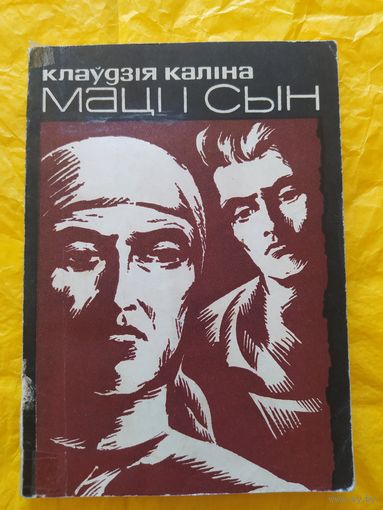 клаўдзія каліна
маці і сын